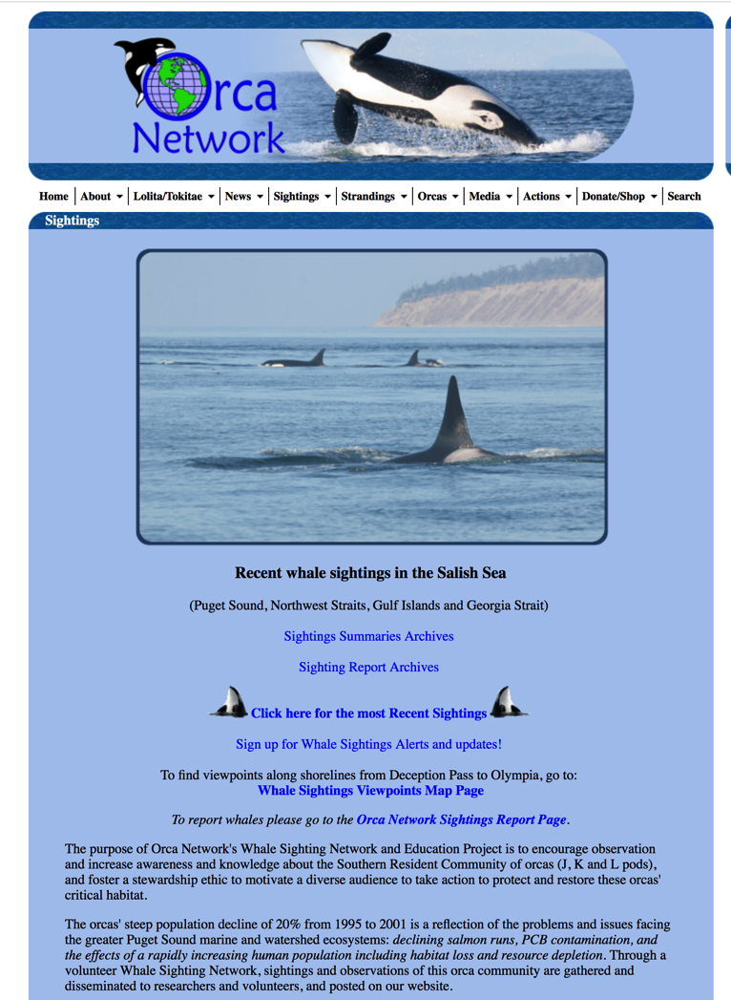 Orca
Network
Home
About
Lolita/Tokitae
News
Sightings
Strandings
Orcas
Media
Actions
Donate/Shop
Search
Sightings
Recent whale sightings in the Salish Sea
(Puget Sound, Northwest Straits, Gulf Islands and Georgia Strait)
Sightings Summaries Archives
Sighting Report Archives
Click here for the most Recent Sightings
Sign up for Whale Sightings Alerts and updates!
To find viewpoints along shorelines from Deception Pass to Olympia, go to:
Whale Sightings Viewpoints Map Page
To report whales please go to the Orca Network Sightings Report Page.
The purpose of Orca Network's Whale Sighting Network and Education Project is to encourage observation
and increase awareness and knowledge about the Southern Resident Community of orcas (J, K and L pods),
and foster a stewardship ethic to motivate a diverse audience to take action to protect and restore these orcas'
critical habitat.
The orcas' steep population decline of 20% from 1995 to 2001 is a reflection of the problems and issues facing
the greater Puget Sound marine and watershed ecosystems: declining salmon runs, PCB contamination, and
the effects of a rapidly increasing human population including habitat loss and resource depletion. Through a
volunteer Whale Sighting Network, sightings and observations of this orca community are gathered and
disseminated to researchers and volunteers, and posted on our website.